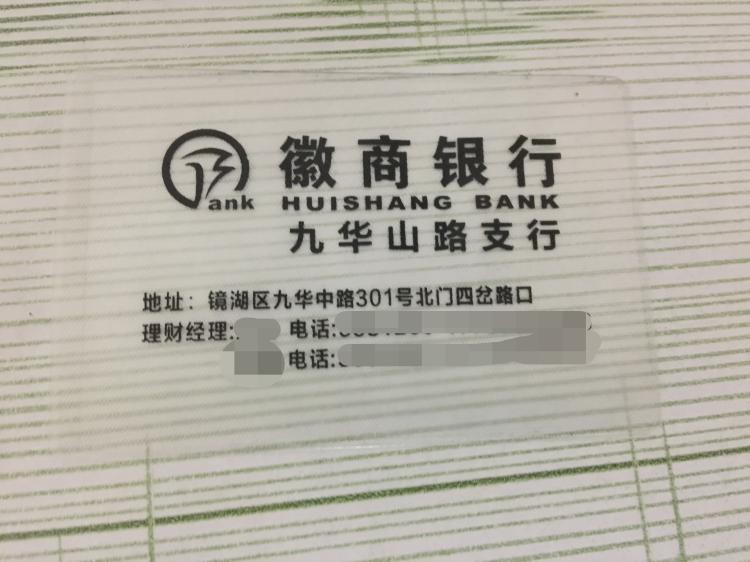 Bank
徽商银行
HUISHANG BANK
九华山路支行
地址：镜湖区九华中路301号北门四岔路口
理财经理: 电话:
电话: